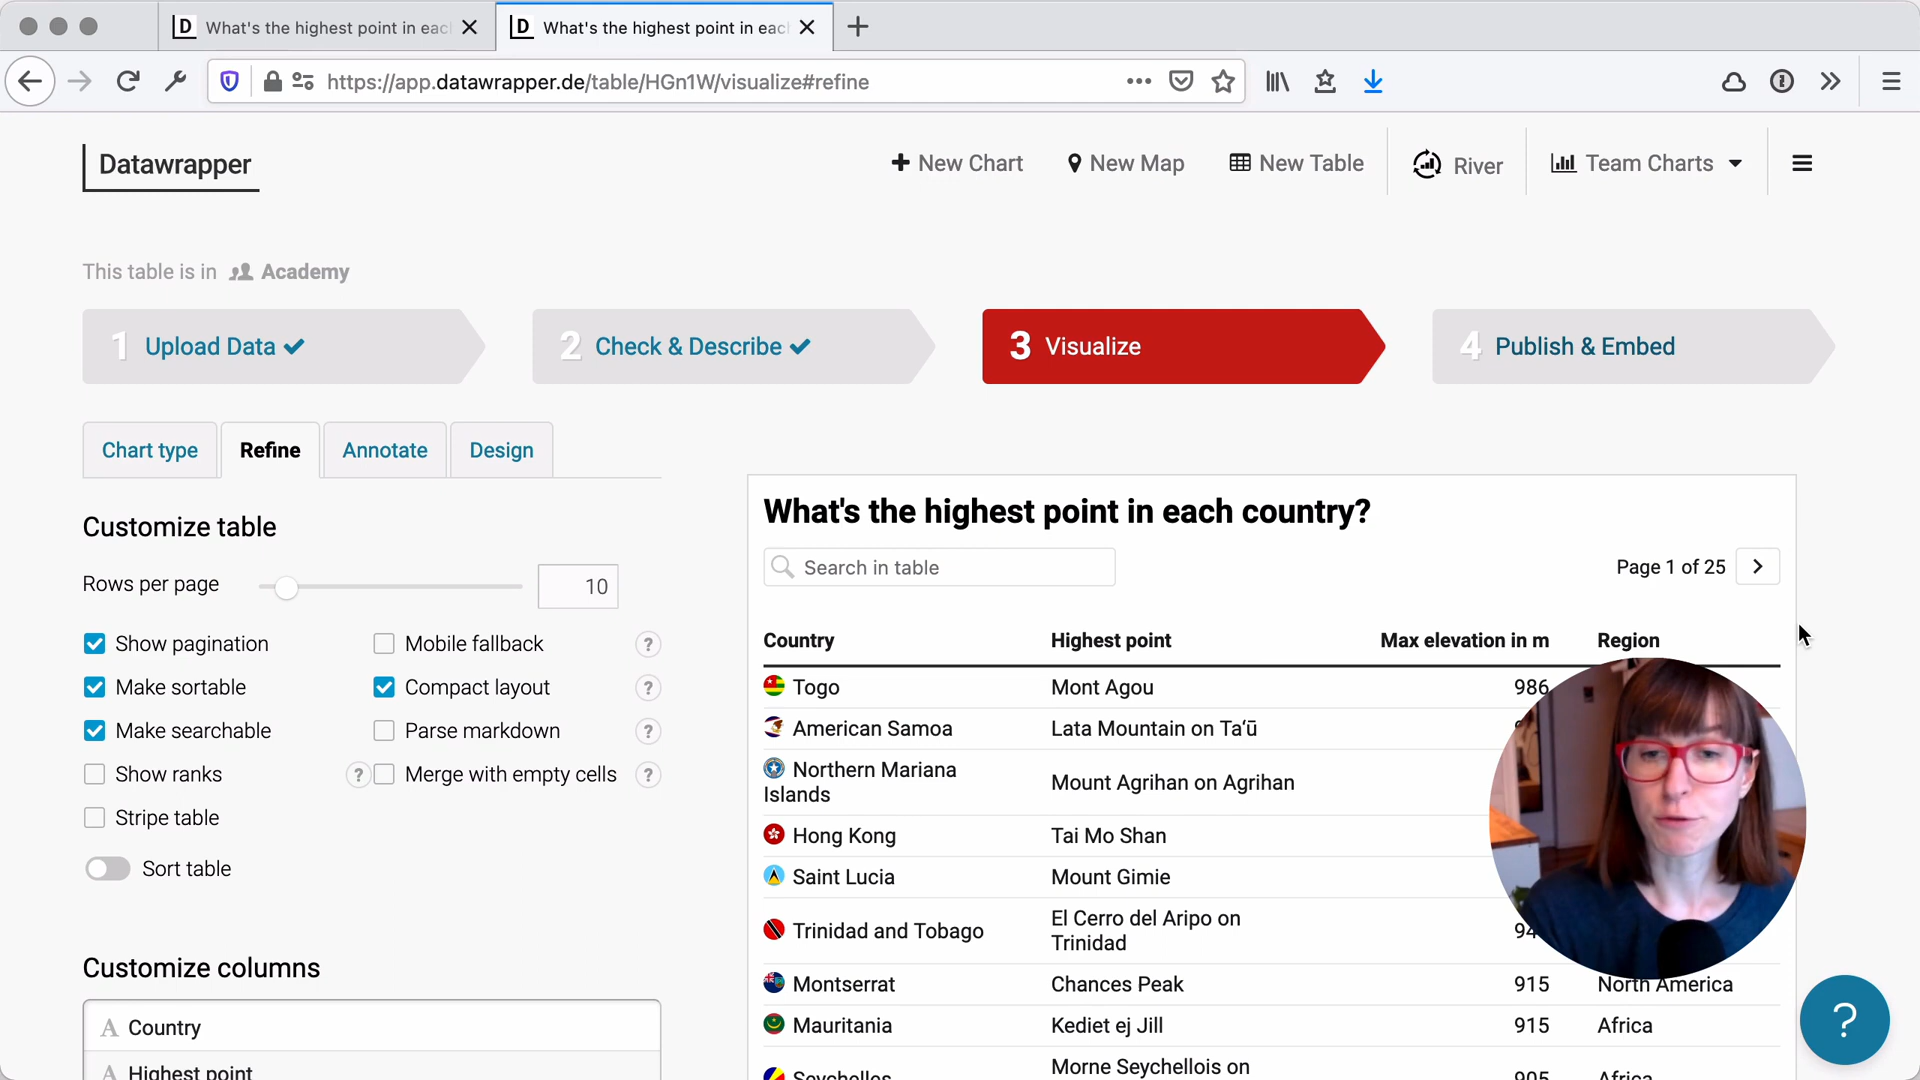 D What's the highest point in eac
D What's the highest point in eac
https://app.datawrapper.de/table/HGn1W/visualize#refine
Datawrapper
New Chart
New Map
New Table
River
Team Charts
This table is in Academy
1 Upload Data
2 Check & Describe
3 Visualize
4 Publish & Embed
Chart type
Refine
Annotate
Design
Customize table
Rows per page 10
Show pagination
Mobile fallback ?
Make sortable
Compact layout ?
Make searchable
Parse markdown ?
Show ranks ?
Merge with empty cells ?
Stripe table
Sort table
Customize columns
A Country
A Highest point
What's the highest point in each country?
Search in table
Page 1 of 25
Country Highest point Max elevation in m Region
Togo Mont Agou 986
American Samoa Lata Mountain on Ta‘ū
Northern Mariana
Islands
Mount Agrihan on Agrihan
Hong Kong Tai Mo Shan
Saint Lucia Mount Gimie
Trinidad and Tobago
El Cerro del Aripo on
Trinidad
Montserrat Chances Peak 915 North America
Mauritania Kediet ej Jill 915 Africa
Seychelles
Morne Seychellois on
905 Africa
?